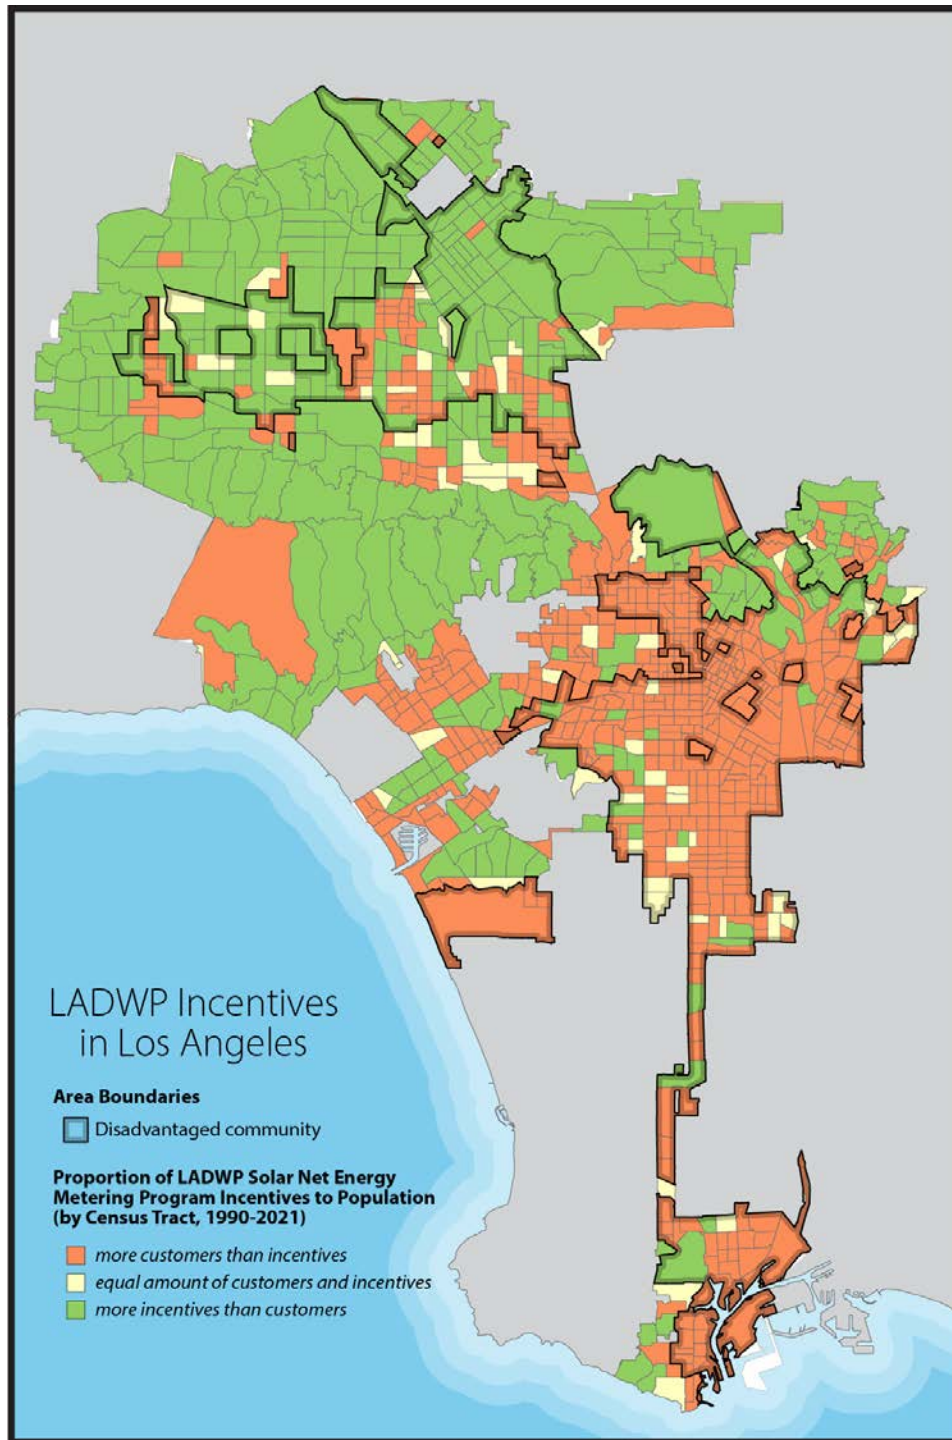 LADWP Incentives
in Los Angeles
Area Boundaries
Disadvantaged community
Proportion of LADWP Solar Net Energy
Metering Program Incentives to Population
(by Census Tract, 1990-2021)
more customers than incentives
equal amount of customers and incentives
more incentives than customers